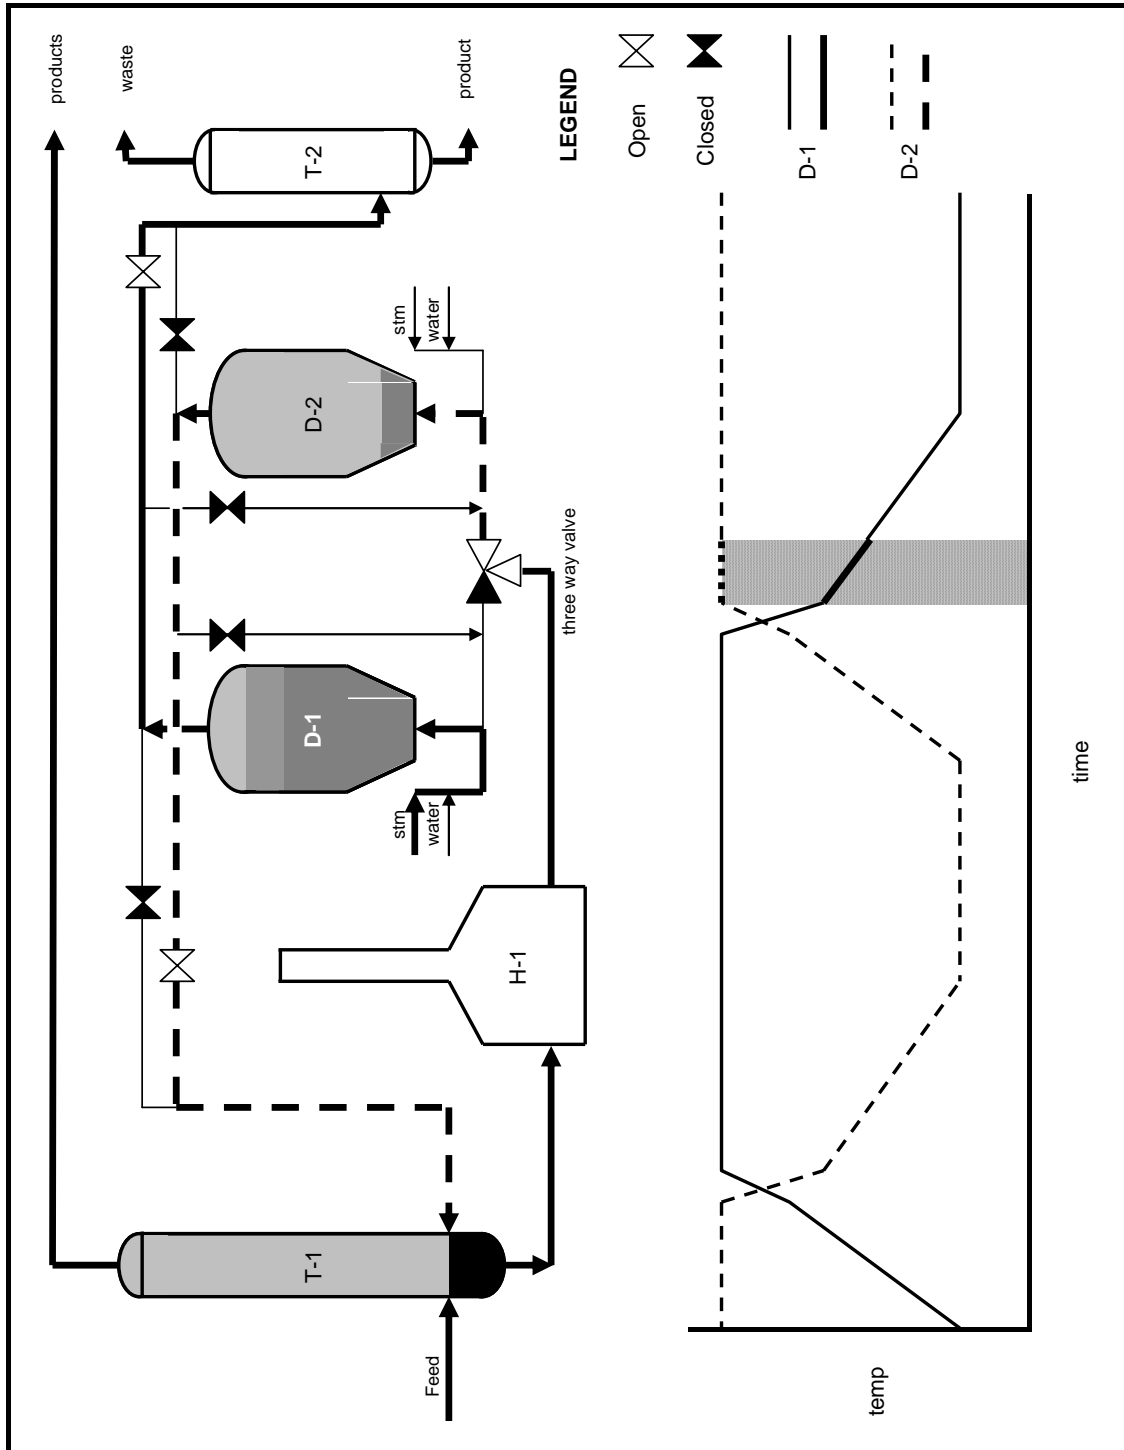 products
waste
product
T-2
LEGEND
Open
Closed
D-1
D-2
stm
water
D-2
three way valve
D-1
stm
water
H-1
T-1
Feed
temp
time